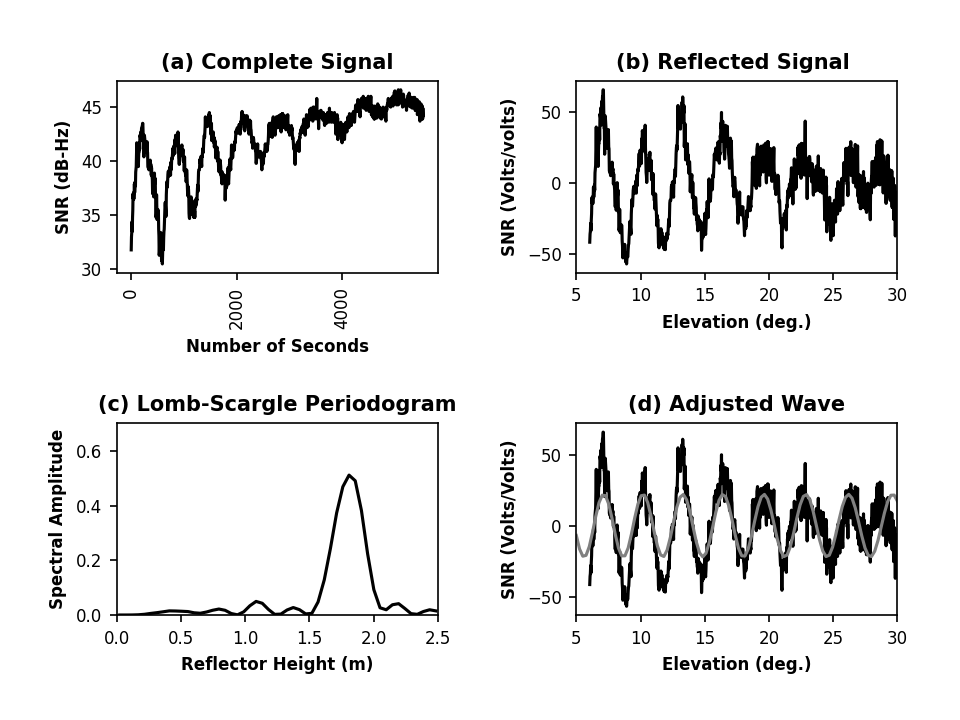 (a) Complete Signal
SNR (dB-Hz)
45
40
35
30
0
2000
4000
Number of Seconds
(b) Reflected Signal
SNR (Volts/volts)
50
0
−50
5
10
15
20
25
30
Elevation (deg.)
(c) Lomb-Scargle Periodogram
Spectral Amplitude
0.6
0.4
0.2
0.0
0.0
0.5
1.0
1.5
2.0
2.5
Reflector Height (m)
(d) Adjusted Wave
SNR (Volts/Volts)
50
0
−50
5
10
15
20
25
30
Elevation (deg.)